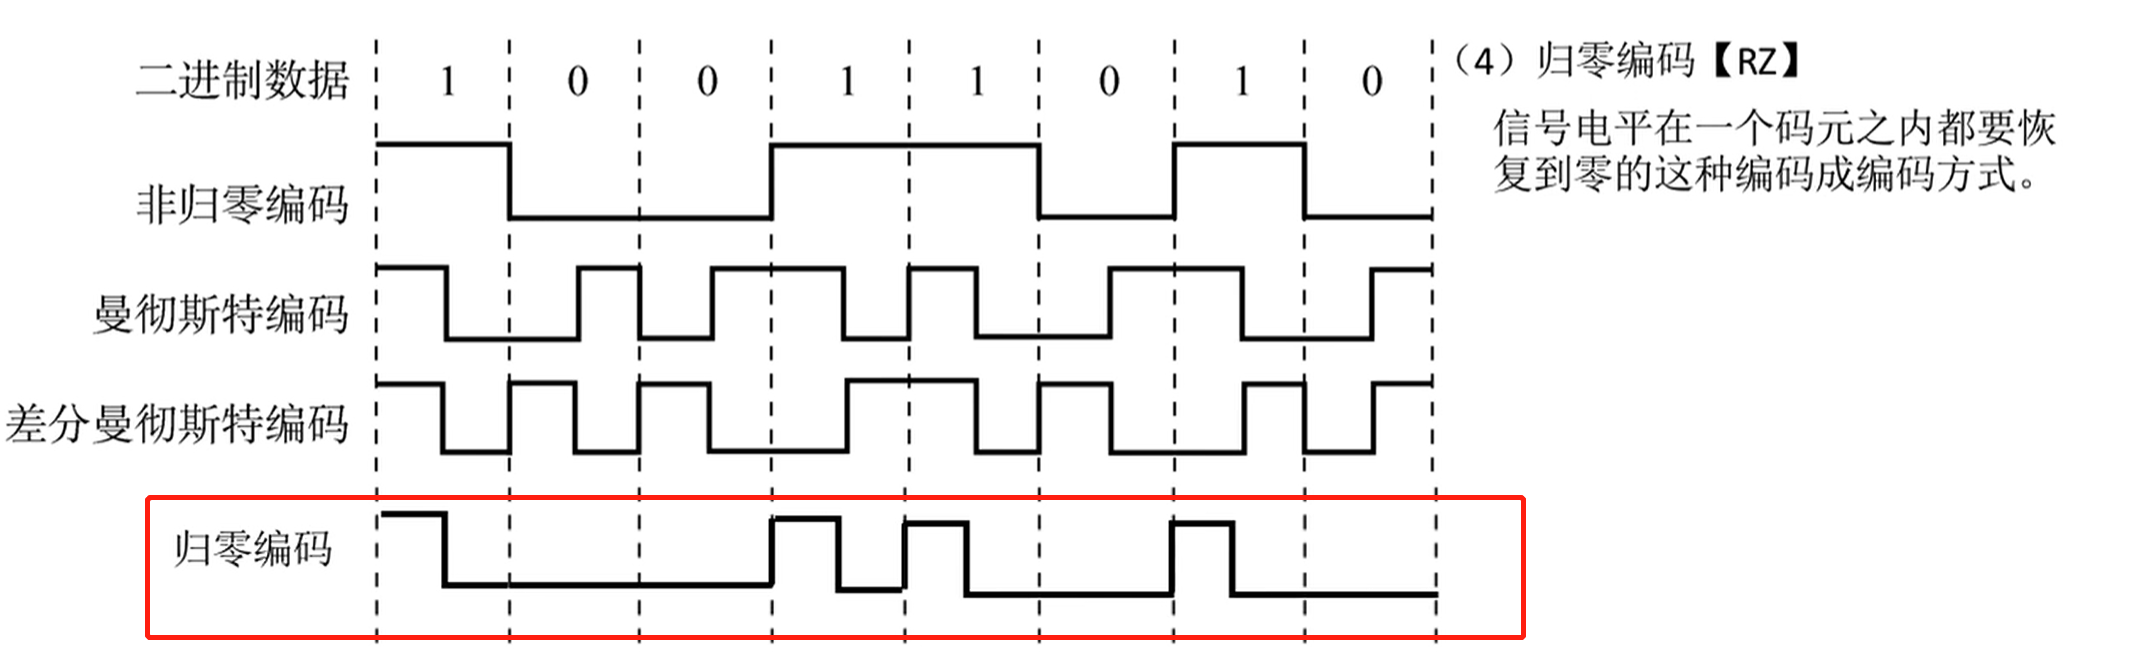 二进制数据 1 0 0 1 1 0 1 0
(4)归零编码【RZ】
信号电平在一个码元之内都要恢
复到零的这种编码成编码方式。
非归零编码
曼彻斯特编码
差分曼彻斯特编码
归零编码